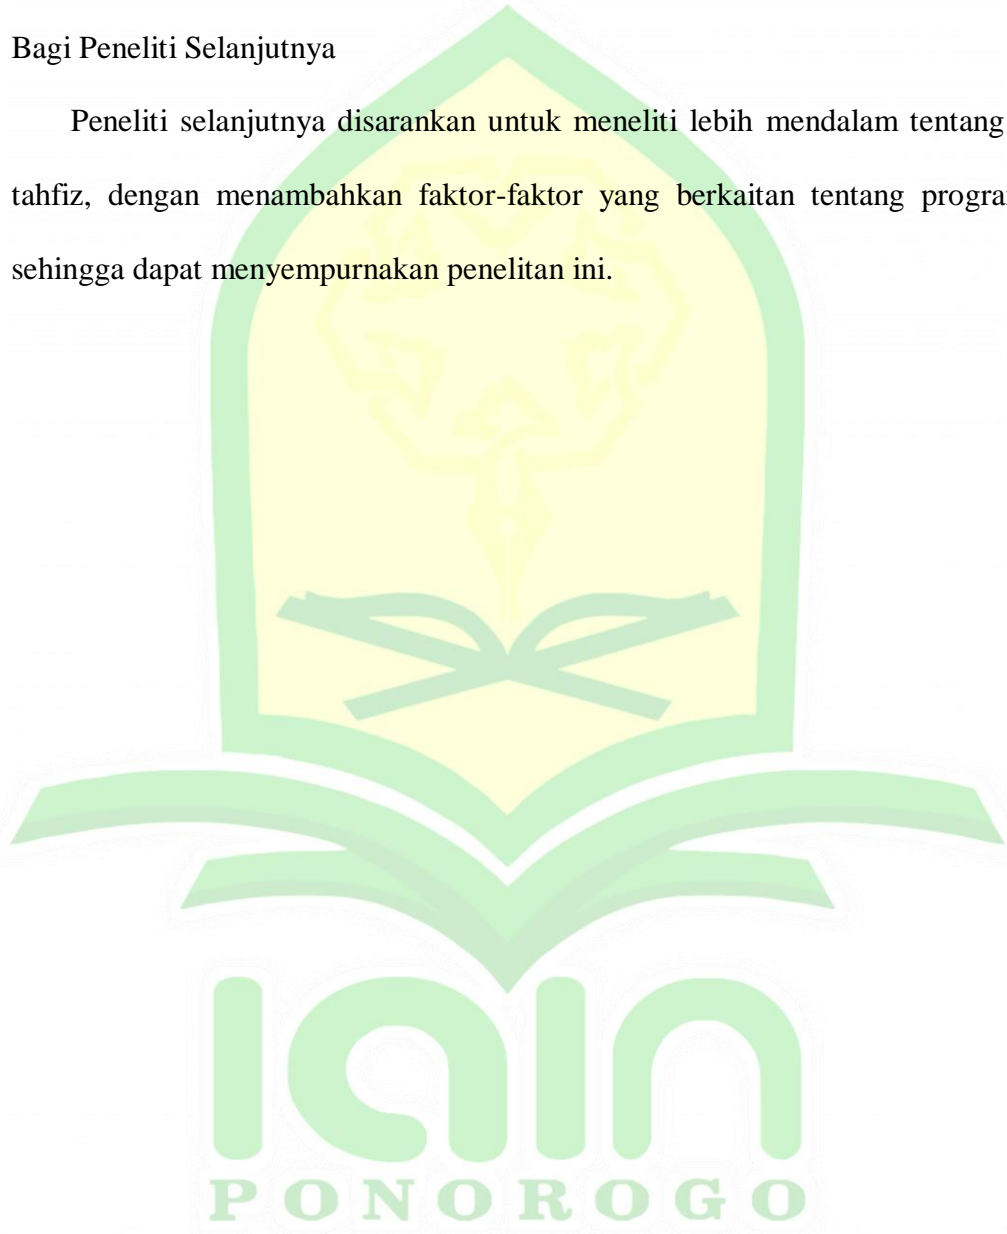 Bagi Peneliti Selanjutnya
Peneliti selanjutnya disarankan untuk meneliti lebih mendalam tentang
tahfiz, dengan menambahkan faktor-faktor yang berkaitan tentang progra
sehingga dapat menyempurnakan penelitan ini.
iain
PONOROGO